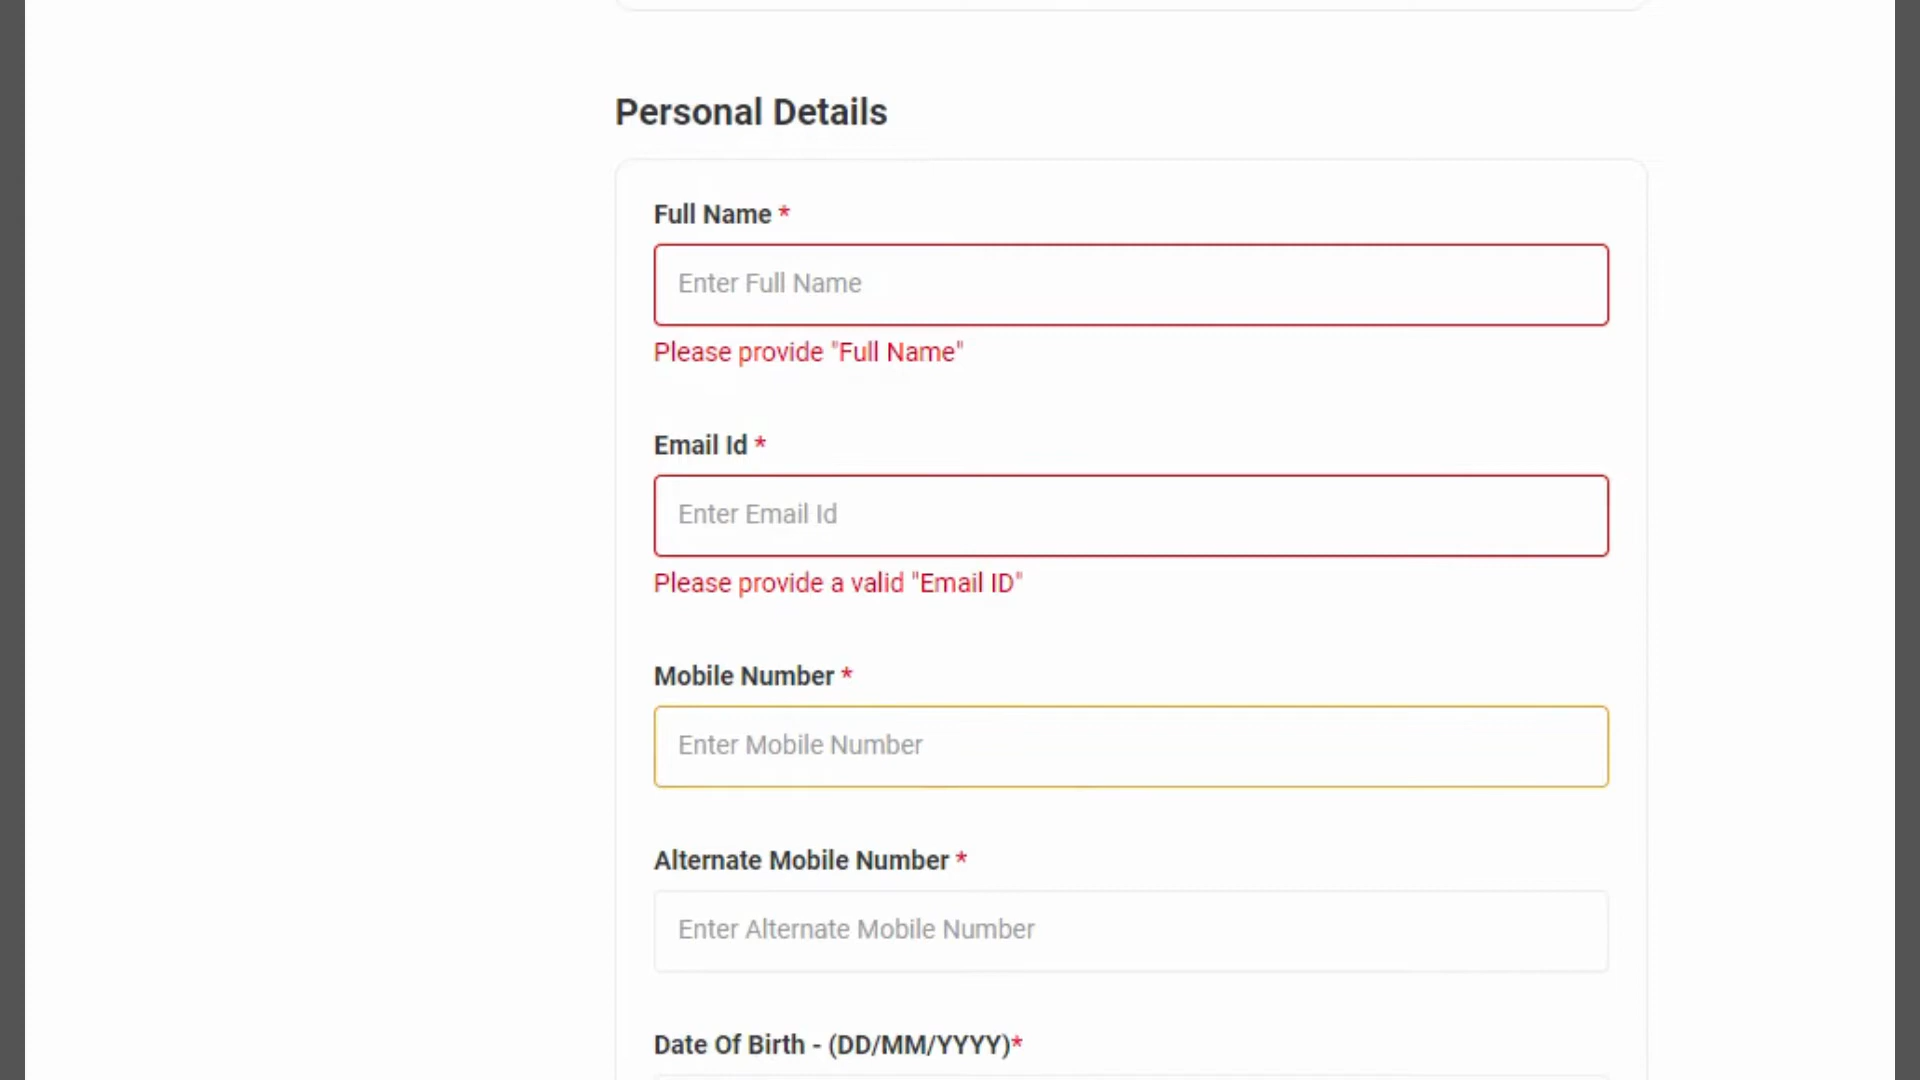 Personal Details
Full Name *
Enter Full Name
Please provide "Full Name"
Email Id *
Enter Email Id
Please provide a valid "Email ID"
Mobile Number *
Enter Mobile Number
Alternate Mobile Number *
Enter Alternate Mobile Number
Date Of Birth - (DD/MM/YYYY)*